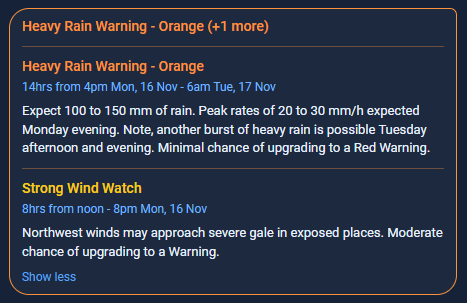 Heavy Rain Warning - Orange (+1 more)
Heavy Rain Warning - Orange
14hrs from 4pm Mon, 16 Nov - 6am Tue, 17 Nov
Expect 100 to 150 mm of rain. Peak rates of 20 to 30 mm/h expected
Monday evening. Note, another burst of heavy rain is possible Tuesday
afternoon and evening. Minimal chance of upgrading to a Red Warning.
Strong Wind Watch
8hrs from noon - 8pm Mon, 16 Nov
Northwest winds may approach severe gale in exposed places. Moderate
chance of upgrading to a Warning.
Show less